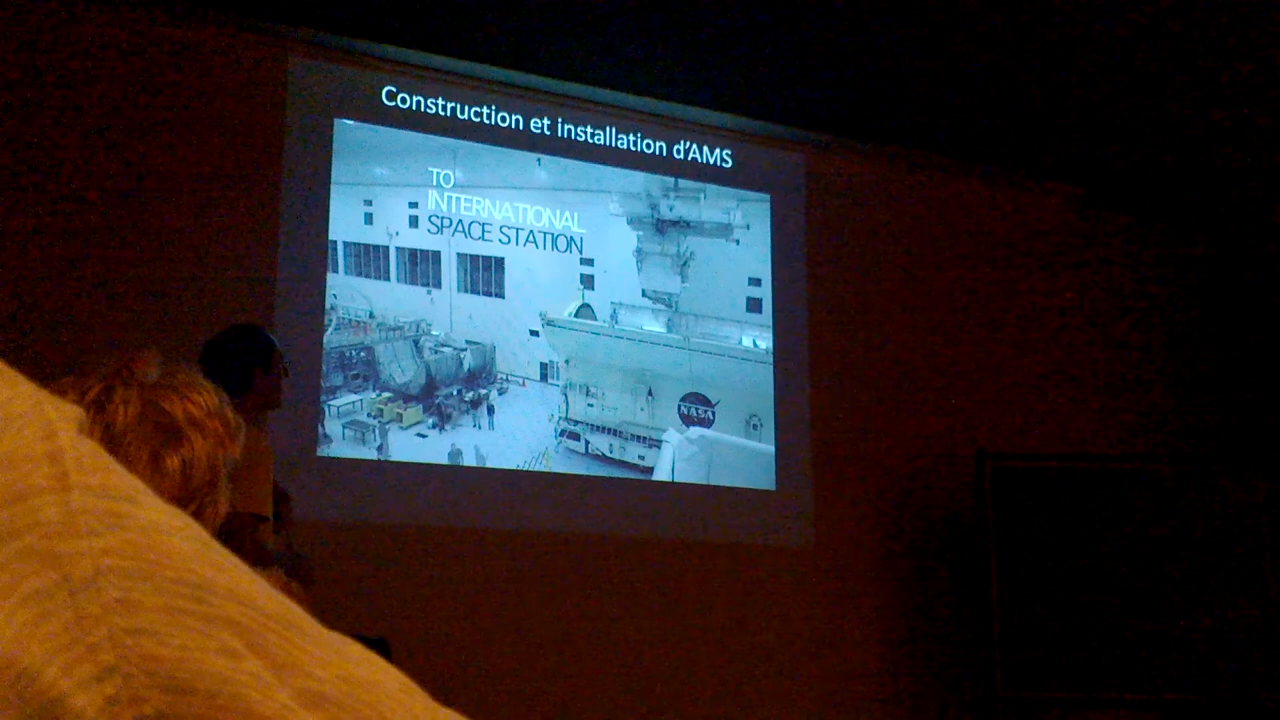 Construction et installation d'AMS
TO
INTERNATIONAL
SPACE STATION
NASA